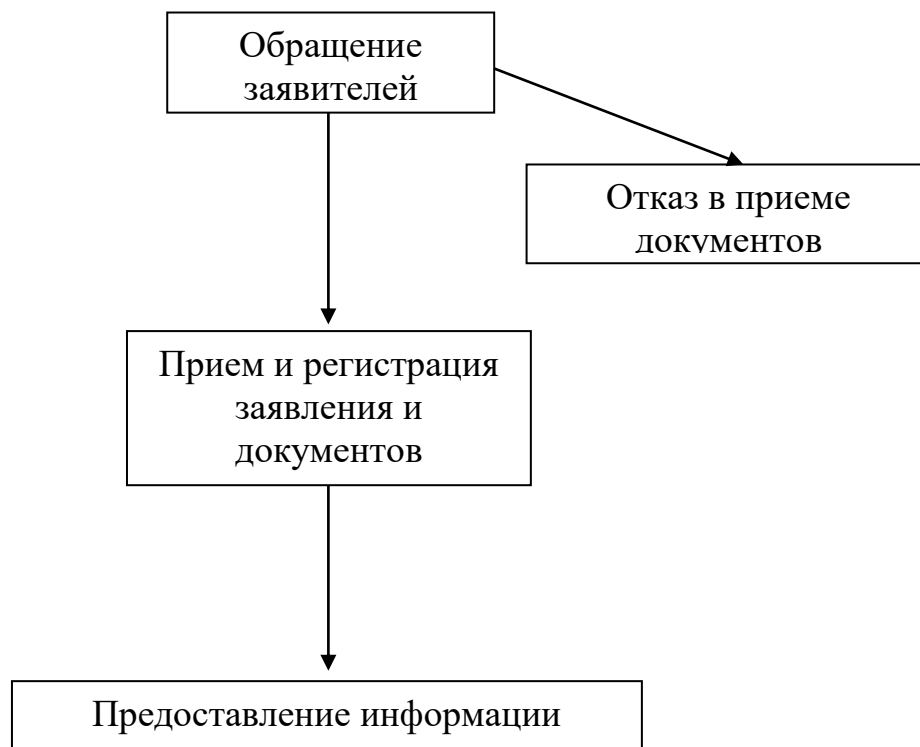 Обращение
заявителей
Отказ в приеме
документов
Прием и регистрация
заявления и
документов
Предоставление информации